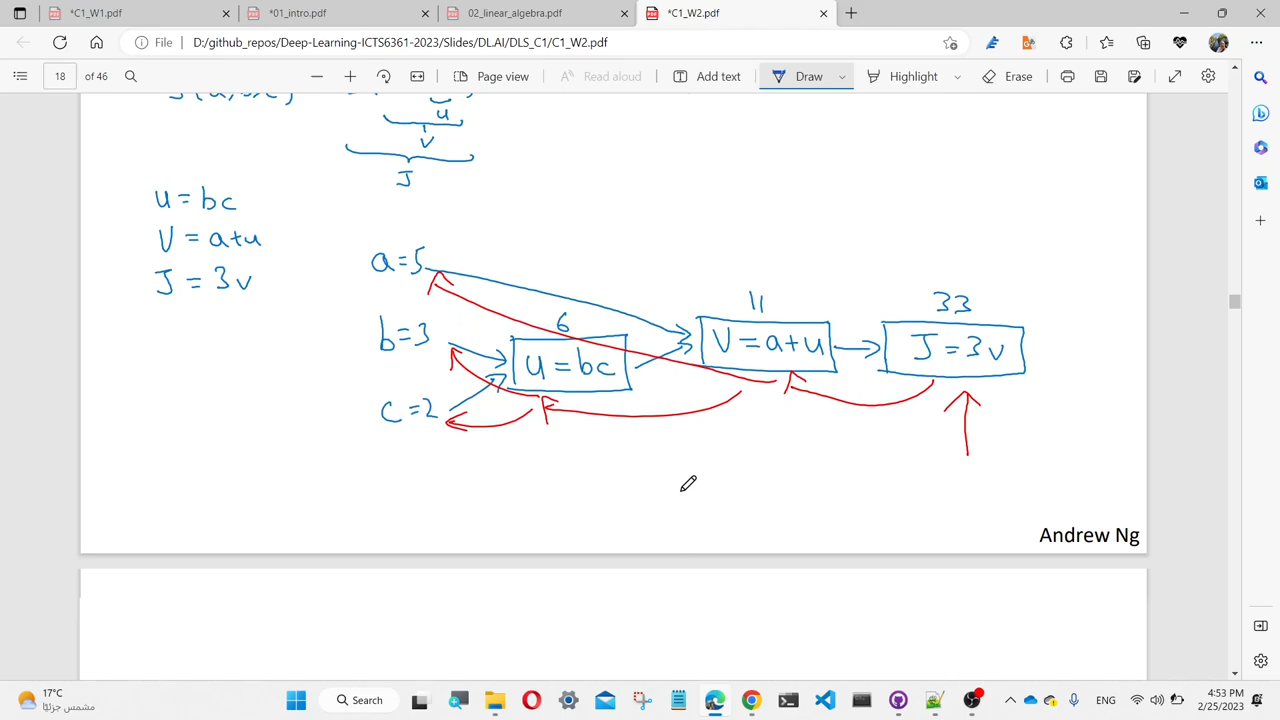 *C1_W1.pdf
*01_intro.pdf
02_linear_algebra.pdf
*C1_W2.pdf
File
D:/github_repos/Deep-Learning-ICTS6361-2023/Slides/DL.AI/DLS_C1/C1_W2.pdf
18 of 46
Page view
Read aloud
Add text
Draw
Highlight
Erase
u
v
J
u = bc
V = a+u
J = 3v
a = 5
11
33
b = 3
6
V = a+u
J = 3v
u = bc
c = 2
Andrew Ng
17°C
مشمس جزئيًا
Search
ENG
4:53 PM
2/25/2023